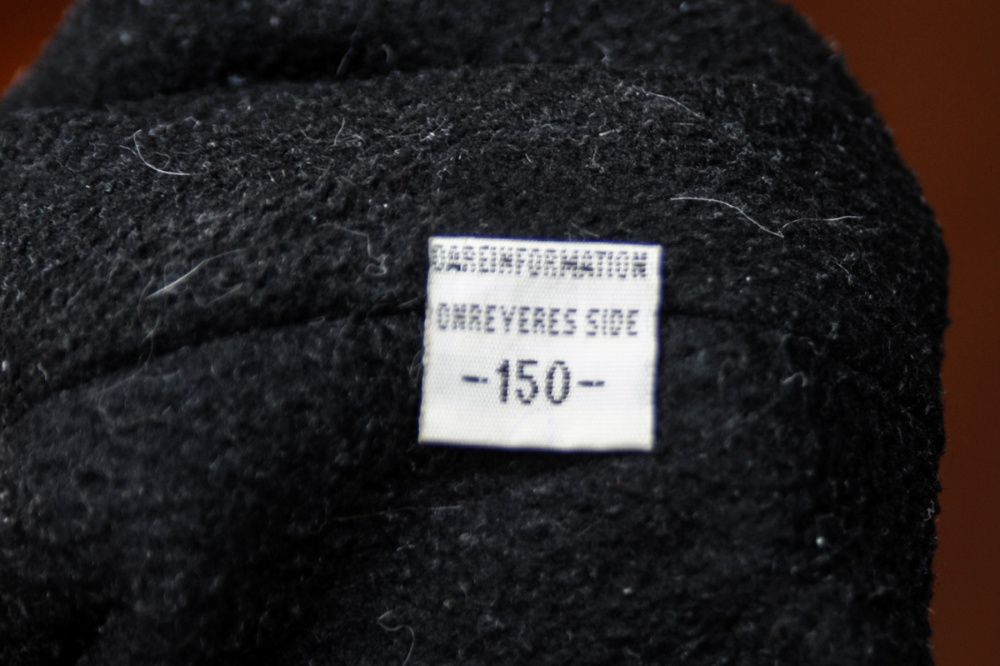 DAREINFORMATION
ONREYERES SIDE
-150-